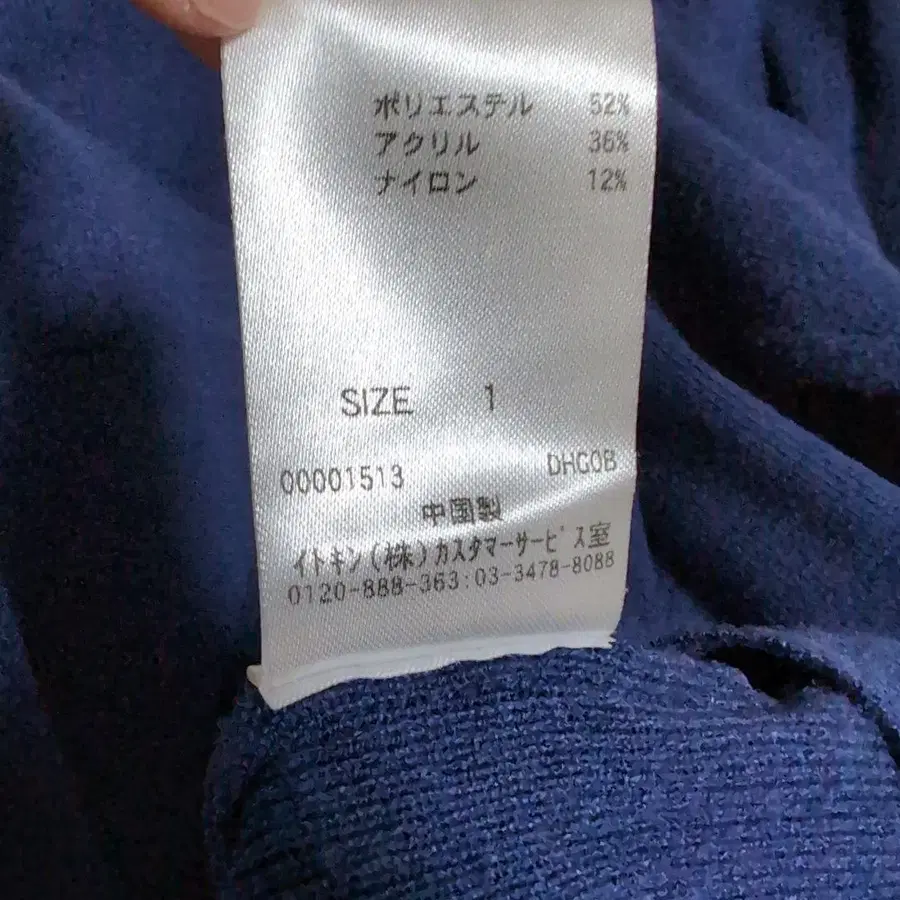 ポリエステル 52%
アクリル 36%
ナイロン 12%
SIZE 1
00001513 DHG0B
中国製
イトキン(株)カスタマーサービス室
0120-888-363:03-3478-8088